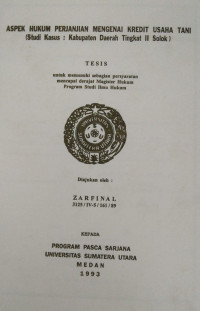 ASPEK HUKUM PERJANJIAN MENGENAI KREDIT USAHA TANI
(Studi Kasus : Kabupaten Daerah Tingkat II Solok)
TESIS
untuk memenuhi sebagian persyaratan
mencapai derajat Magister Hukum
Program Studi Ilmu Hukum
Diajukan oleh :
ZARFINAL
KEPADA
PROGRAM PASCA SARJANA
UNIVERSITAS SUMATERA UTARA
MEDAN
1993